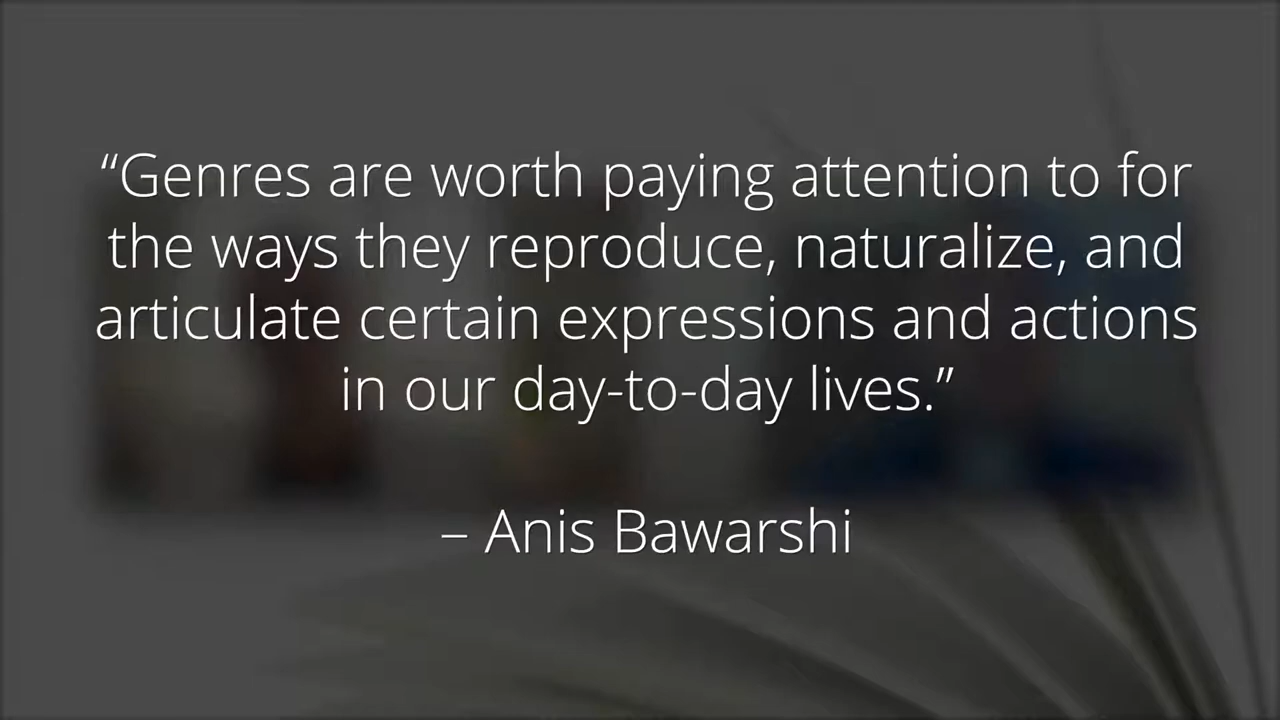 “Genres are worth paying attention to for
the ways they reproduce, naturalize, and
articulate certain expressions and actions
in our day-to-day lives.”
– Anis Bawarshi